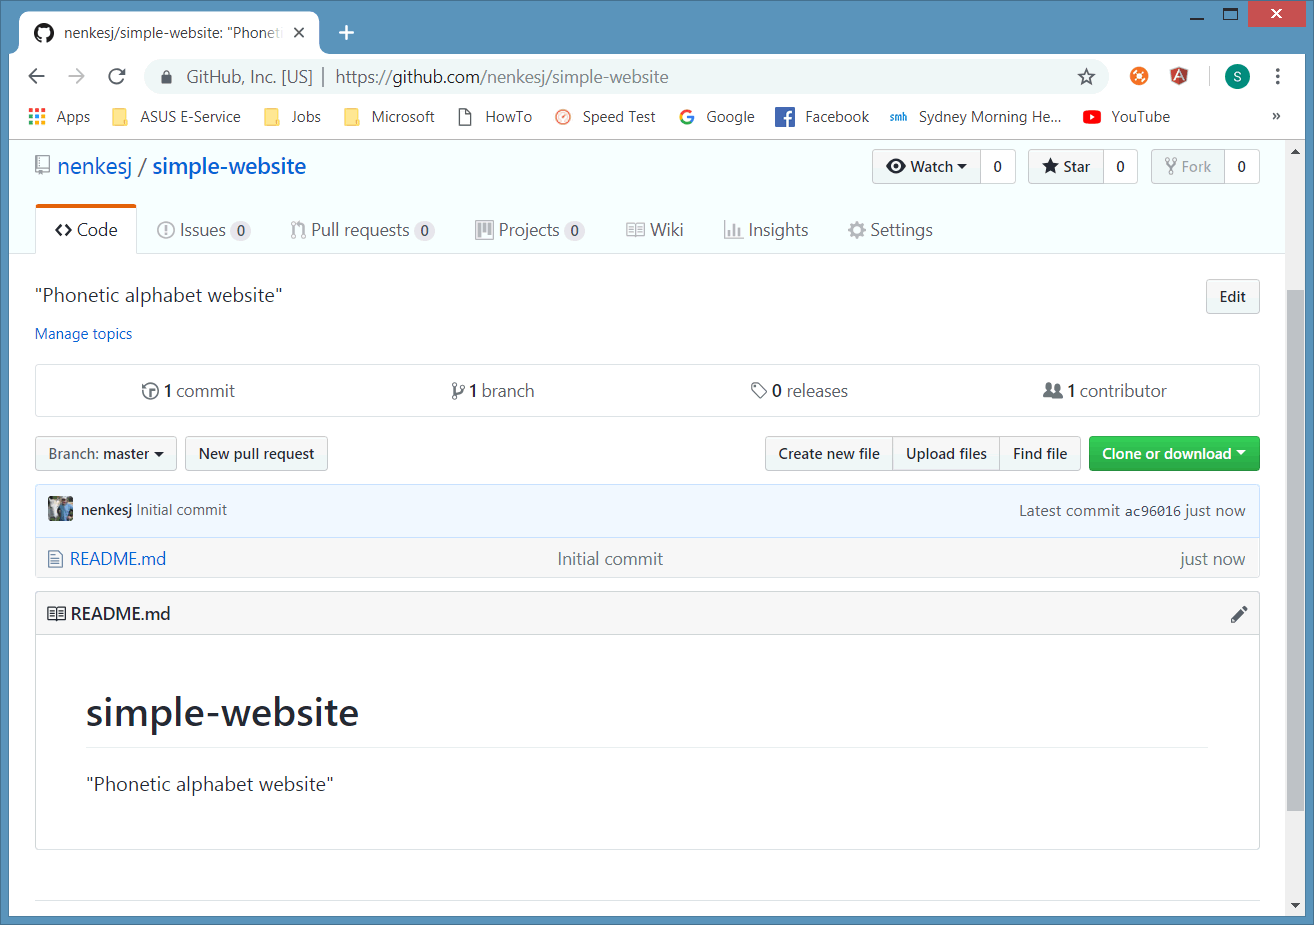 nenkesj/simple-website: "Phoneti
GitHub, Inc. [US] | https://github.com/nenkesj/simple-website
S
Apps ASUS E-Service Jobs Microsoft HowTo Speed Test Google Facebook smh Sydney Morning He... YouTube »
nenkesj / simple-website
Watch 0 Star 0 Fork 0
Code Issues 0 Pull requests 0 Projects 0 Wiki Insights Settings
"Phonetic alphabet website"
Edit
Manage topics
1 commit 1 branch 0 releases 1 contributor
Branch: master New pull request Create new file Upload files Find file Clone or download
nenkesj Initial commit Latest commit ac96016 just now
README.md Initial commit just now
README.md
simple-website
"Phonetic alphabet website"